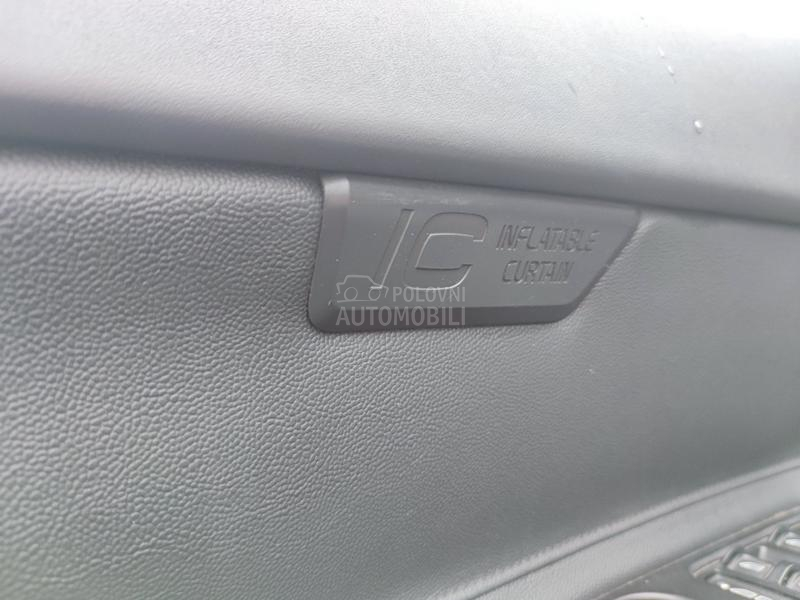 IC INFLATABLE
CURTAIN
POLOVNI
AUTOMOBILI